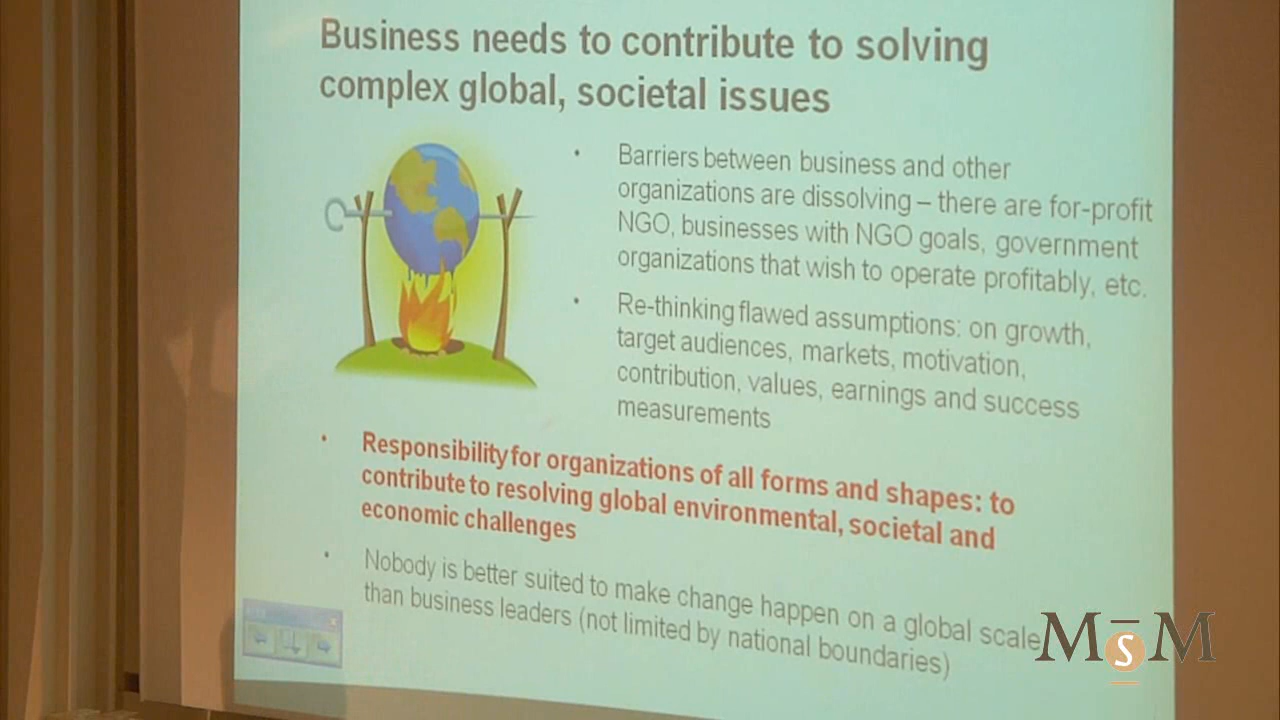 Business needs to contribute to solving
complex global, societal issues
• Barriers between business and other
organizations are dissolving – there are for-profit
NGO, businesses with NGO goals, government
organizations that wish to operate profitably, etc.
• Re-thinking flawed assumptions: on growth,
target audiences, markets, motivation,
contribution, values, earnings and success
measurements
• Responsibility for organizations of all forms and shapes: to
contribute to resolving global environmental, societal and
economic challenges
• Nobody is better suited to make change happen on a global scale
than business leaders (not limited by national boundaries)
MsM